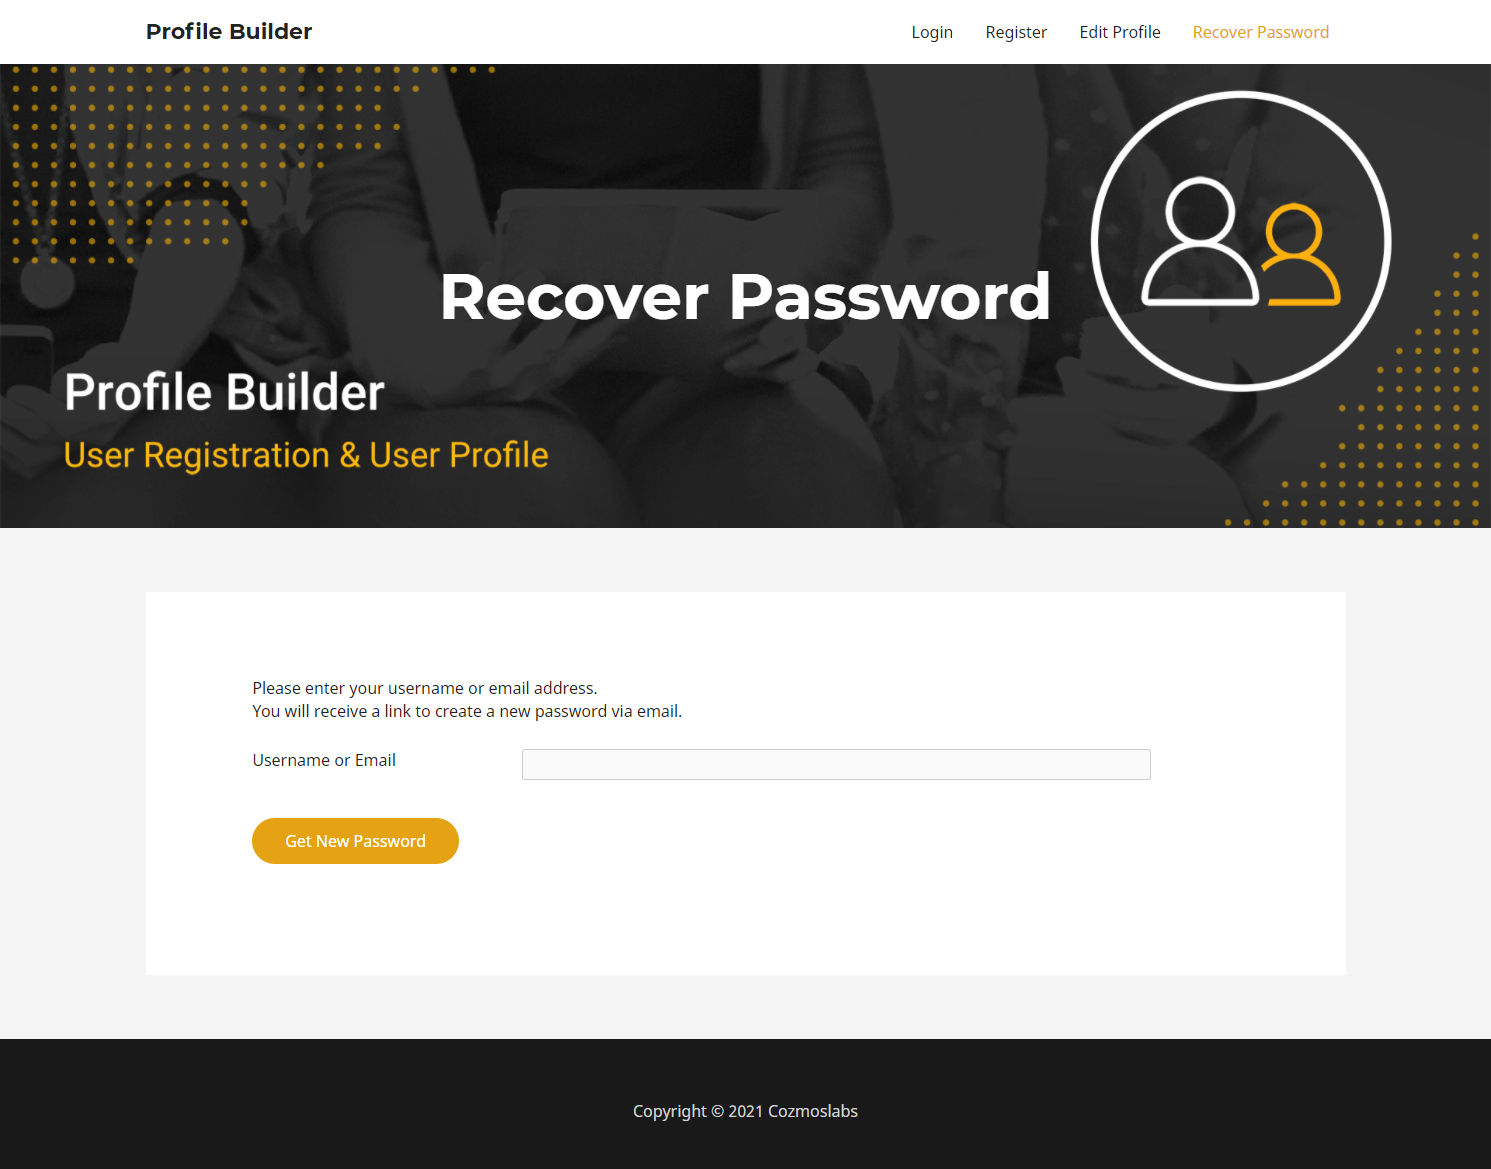 Profile Builder
Login Register Edit Profile Recover Password
Recover Password
Profile Builder
User Registration & User Profile
Please enter your username or email address.
You will receive a link to create a new password via email.
Username or Email
Get New Password
Copyright © 2021 Cozmoslabs